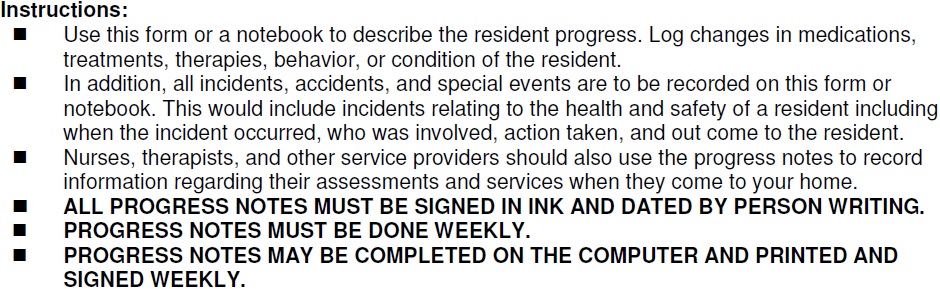 Instructions:
■ Use this form or a notebook to describe the resident progress. Log changes in medications,
treatments, therapies, behavior, or condition of the resident.
■ In addition, all incidents, accidents, and special events are to be recorded on this form or
notebook. This would include incidents relating to the health and safety of a resident including
when the incident occurred, who was involved, action taken, and out come to the resident.
■ Nurses, therapists, and other service providers should also use the progress notes to record
information regarding their assessments and services when they come to your home.
■ ALL PROGRESS NOTES MUST BE SIGNED IN INK AND DATED BY PERSON WRITING.
■ PROGRESS NOTES MUST BE DONE WEEKLY.
■ PROGRESS NOTES MAY BE COMPLETED ON THE COMPUTER AND PRINTED AND
SIGNED WEEKLY.